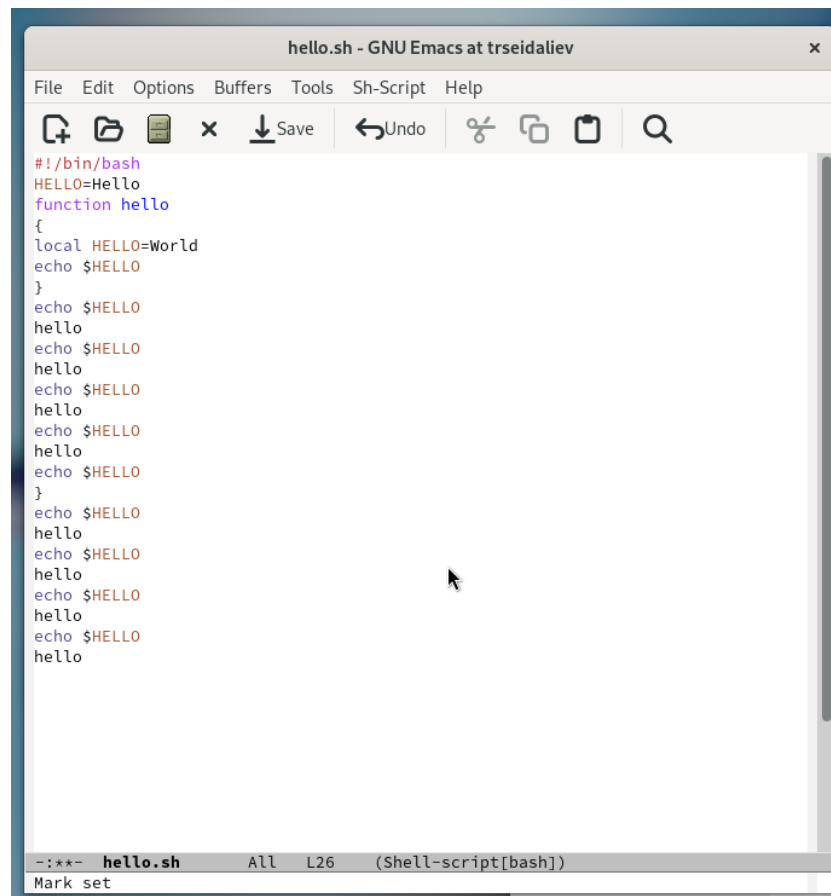 hello.sh - GNU Emacs at trseidaliev ×
File Edit Options Buffers Tools Sh-Script Help
Save Undo
#!/bin/bash
HELLO=Hello
function hello
{
local HELLO=World
echo $HELLO
}
echo $HELLO
hello
echo $HELLO
hello
echo $HELLO
hello
echo $HELLO
hello
echo $HELLO
}
echo $HELLO
hello
echo $HELLO
hello
echo $HELLO
hello
echo $HELLO
hello
-:**- hello.sh All L26 (Shell-script[bash])
Mark set